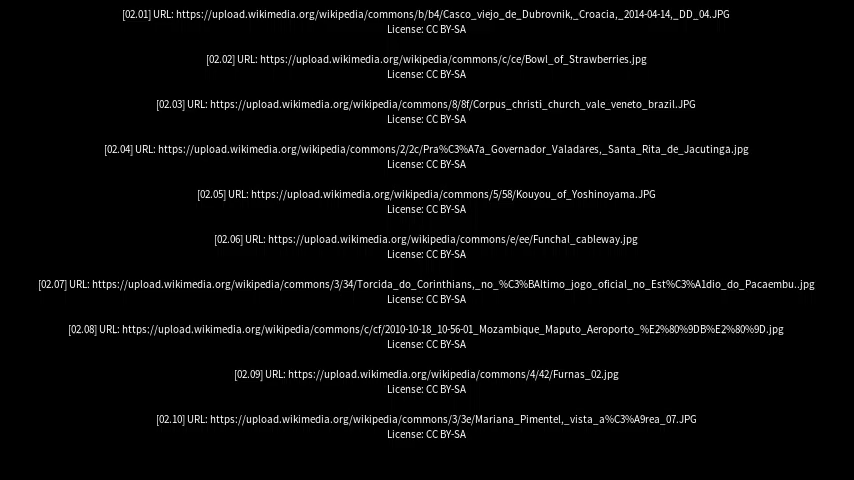 [02.01] URL: https://upload.wikimedia.org/wikipedia/commons/b/b4/Casco_viejo_de_Dubrovnik,_Croacia,_2014-04-14,_DD_04.JPG
License: CC BY-SA
[02.02] URL: https://upload.wikimedia.org/wikipedia/commons/c/ce/Bowl_of_Strawberries.jpg
License: CC BY-SA
[02.03] URL: https://upload.wikimedia.org/wikipedia/commons/8/8f/Corpus_christi_church_vale_veneto_brazil.JPG
License: CC BY-SA
[02.04] URL: https://upload.wikimedia.org/wikipedia/commons/2/2c/Pra%C3%A7a_Governador_Valadares,_Santa_Rita_de_Jacutinga.jpg
License: CC BY-SA
[02.05] URL: https://upload.wikimedia.org/wikipedia/commons/5/58/Kouyou_of_Yoshinoyama.JPG
License: CC BY-SA
[02.06] URL: https://upload.wikimedia.org/wikipedia/commons/e/ee/Funchal_cableway.jpg
License: CC BY-SA
[02.07] URL: https://upload.wikimedia.org/wikipedia/commons/3/34/Torcida_do_Corinthians,_no_%C3%BAltimo_jogo_oficial_no_Est%C3%A1dio_do_Pacaembu..jpg
License: CC BY-SA
[02.08] URL: https://upload.wikimedia.org/wikipedia/commons/c/cf/2010-10-18_10-56-01_Mozambique_Maputo_Aeroporto_%E2%80%9DB%E2%80%9D.jpg
License: CC BY-SA
[02.09] URL: https://upload.wikimedia.org/wikipedia/commons/4/42/Furnas_02.jpg
License: CC BY-SA
[02.10] URL: https://upload.wikimedia.org/wikipedia/commons/3/3e/Mariana_Pimentel,_vista_a%C3%A9rea_07.JPG
License: CC BY-SA